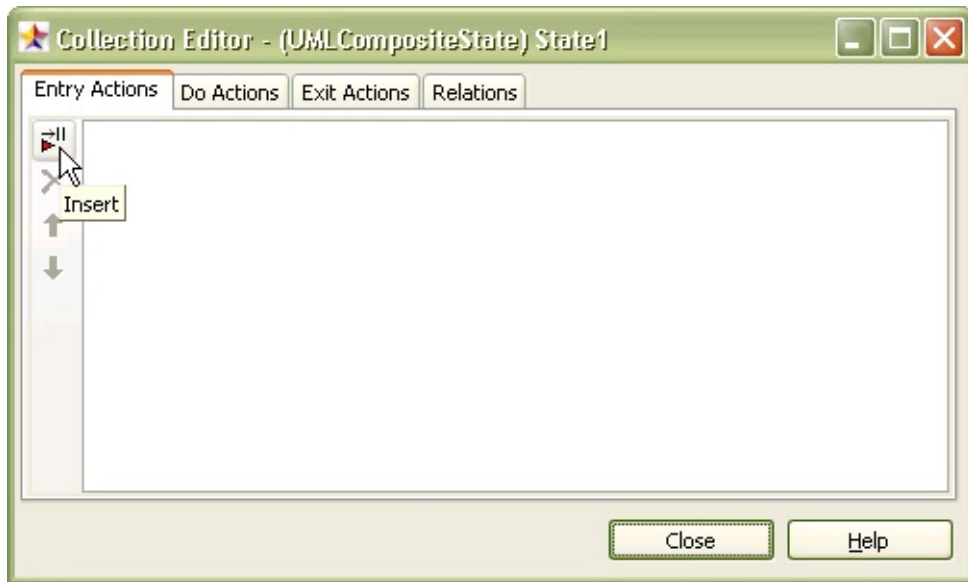 Collection Editor - (UMLCompositeState) State1
Entry Actions Do Actions Exit Actions Relations
Insert
Close Help